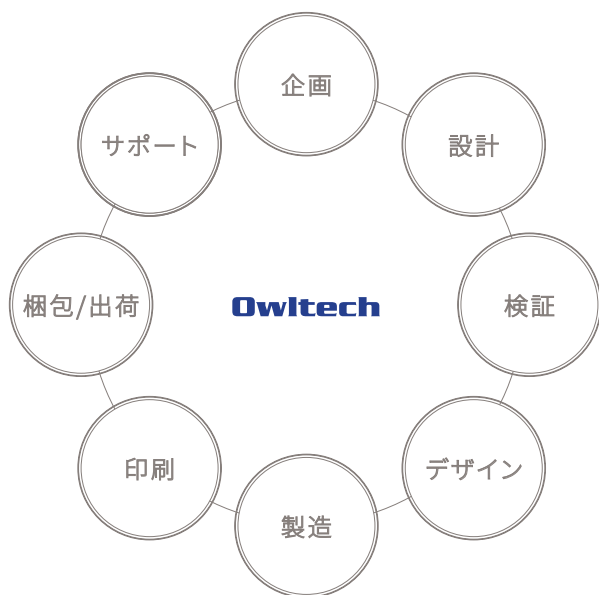 企画
設計
検証
デザイン
製造
印刷
梱包/出荷
サポート
Owltech